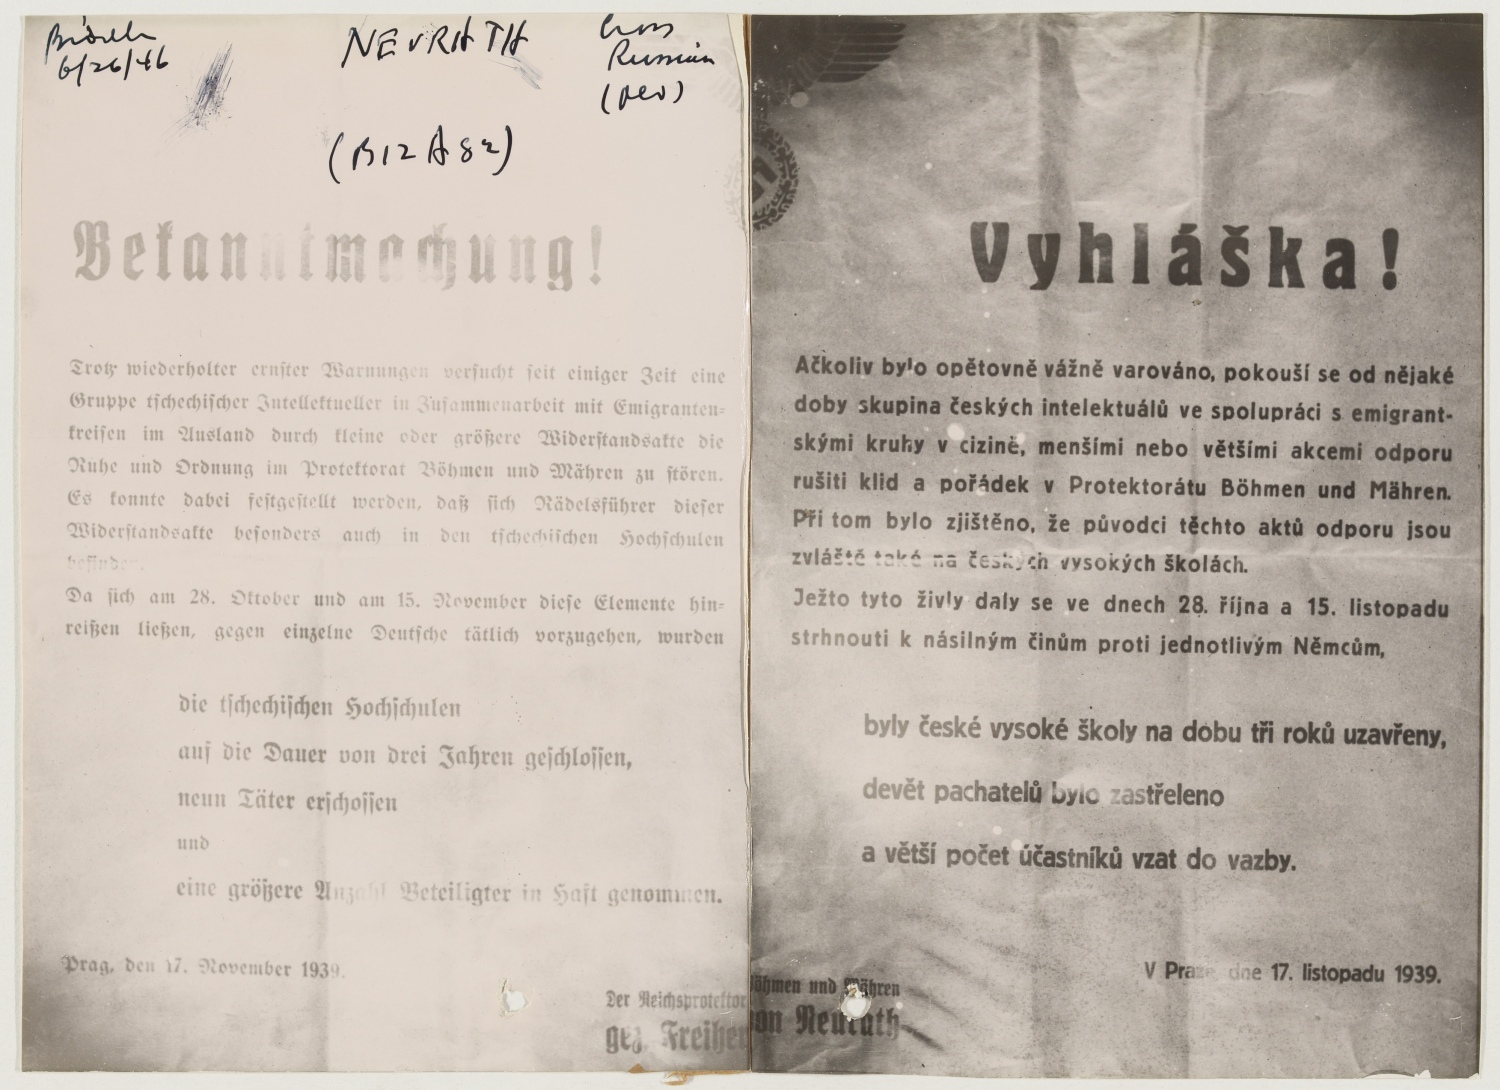 6/26/46
NEVRATH
Cross
Russian
Bekanntmachung!
Trotz wiederholter ernster Warnungen versucht seit einiger Zeit eine
Gruppe tschechischer Intellektueller in Zusammenarbeit mit Emigranten-
kreisen im Ausland durch kleine oder größere Widerstandsakte die
Ruhe und Ordnung im Protektorat Böhmen und Mähren zu stören.
Es konnte dabei festgestellt werden, daß sich Rädelsführer dieser
Widerstandsakte besonders auch in den tschechischen Hochschulen
befinden.
Da sich am 28. Oktober und am 15. November diese Elemente hin-
reißen ließen, gegen einzelne Deutsche tätlich vorzugehen, wurden
die tschechischen Hochschulen
auf die Dauer von drei Jahren geschlossen,
neun Täter erschossen
und
eine größere Anzahl Beteiligter in Haft genommen.
Prag, den 17. November 1939.
Vyhláška!
Ačkoliv bylo opětovně vážně varováno, pokouší se od nějaké
doby skupina českých intelektuálů ve spolupráci s emigrant-
skými kruhy v cizině, menšími nebo většími akcemi odporu
rušiti klid a pořádek v Protektorátu Böhmen und Mähren.
Při tom bylo zjištěno, že původci těchto aktů odporu jsou
zvláště také na českých vysokých školách.
Ježto tyto živly daly se ve dnech 28. října a 15. listopadu
strhnouti k násilným činům proti jednotlivým Němcům,
byly české vysoké školy na dobu tři roků uzavřeny,
devět pachatelů bylo zastřeleno
a větší počet účastníků vzat do vazby.
V Praze dne 17. listopadu 1939.
Der Reichsprotektor Böhmen und Mähren
gez. Freiherr von Neurath